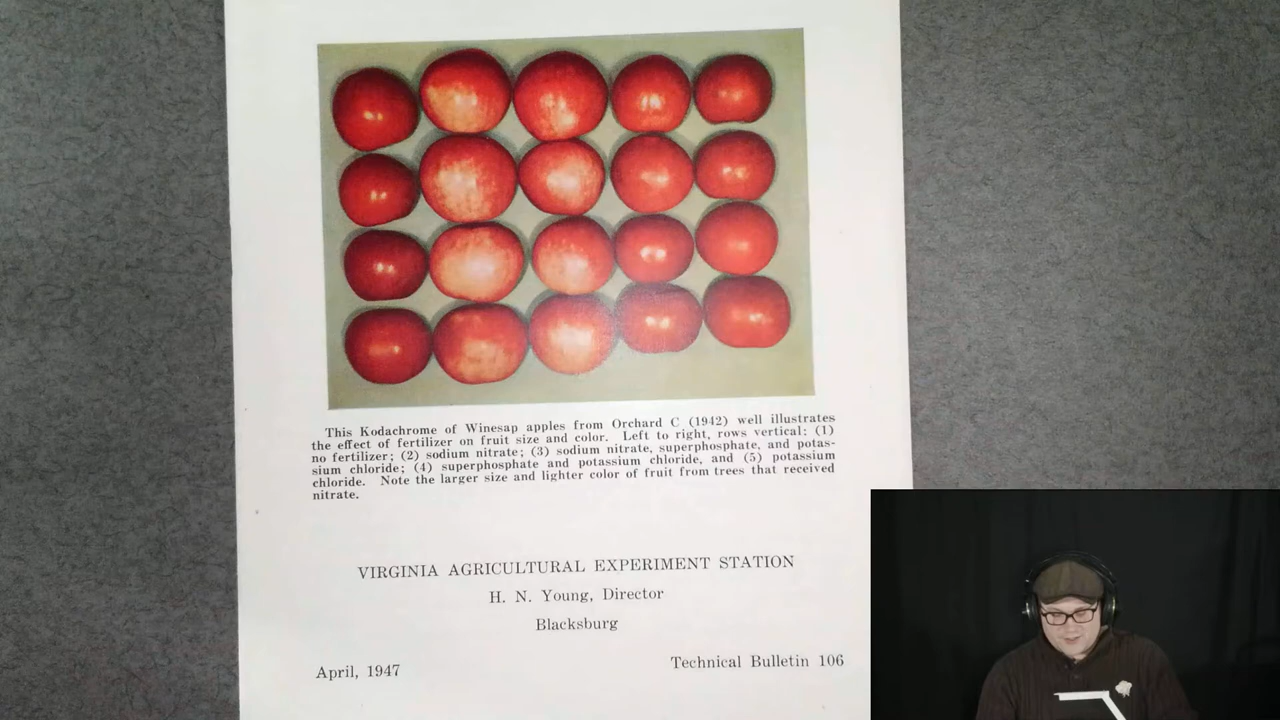 This Kodachrome of Winesap apples from Orchard C (1942) well illustrates
the effect of fertilizer on fruit size and color. Left to right, rows vertical: (1)
no fertilizer; (2) sodium nitrate; (3) sodium nitrate, superphosphate, and potas-
sium chloride; (4) superphosphate and potassium chloride, and (5) potassium
chloride. Note the larger size and lighter color of fruit from trees that received
nitrate.
VIRGINIA AGRICULTURAL EXPERIMENT STATION
H. N. Young, Director
Blacksburg
April, 1947
Technical Bulletin 106